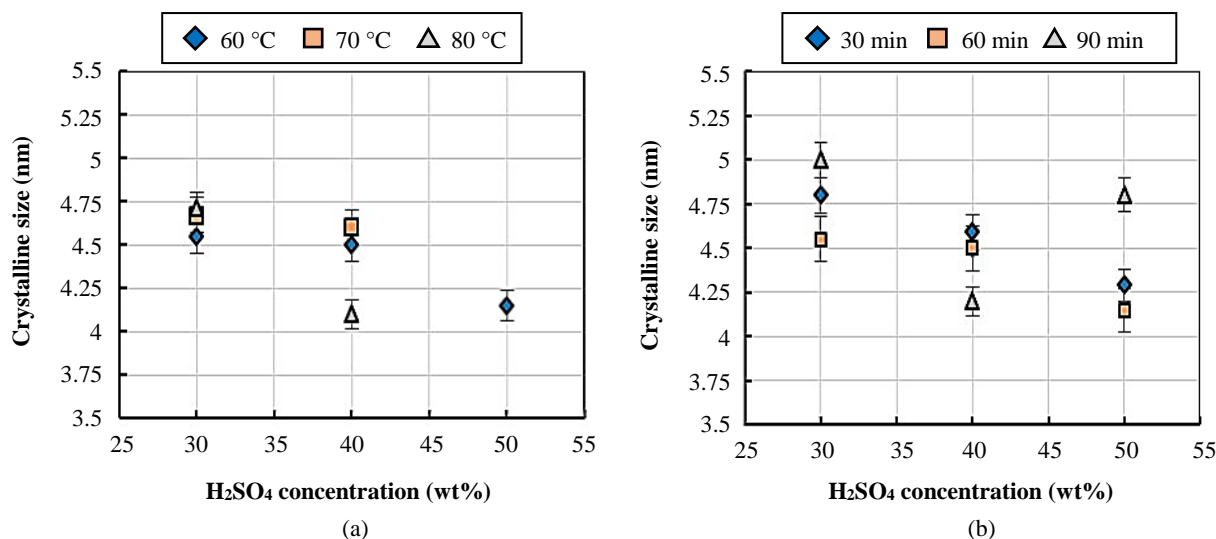 60 °C 70 °C 80 °C
5.5
5.25
5
4.75
4.5
4.25
4
3.75
3.5
25 30 35 40 45 50 55
Crystalline size (nm)
H₂SO₄ concentration (wt%)
(a)
30 min 60 min 90 min
5.5
5.25
5
4.75
4.5
4.25
4
3.75
3.5
25 30 35 40 45 50 55
Crystalline size (nm)
H₂SO₄ concentration (wt%)
(b)